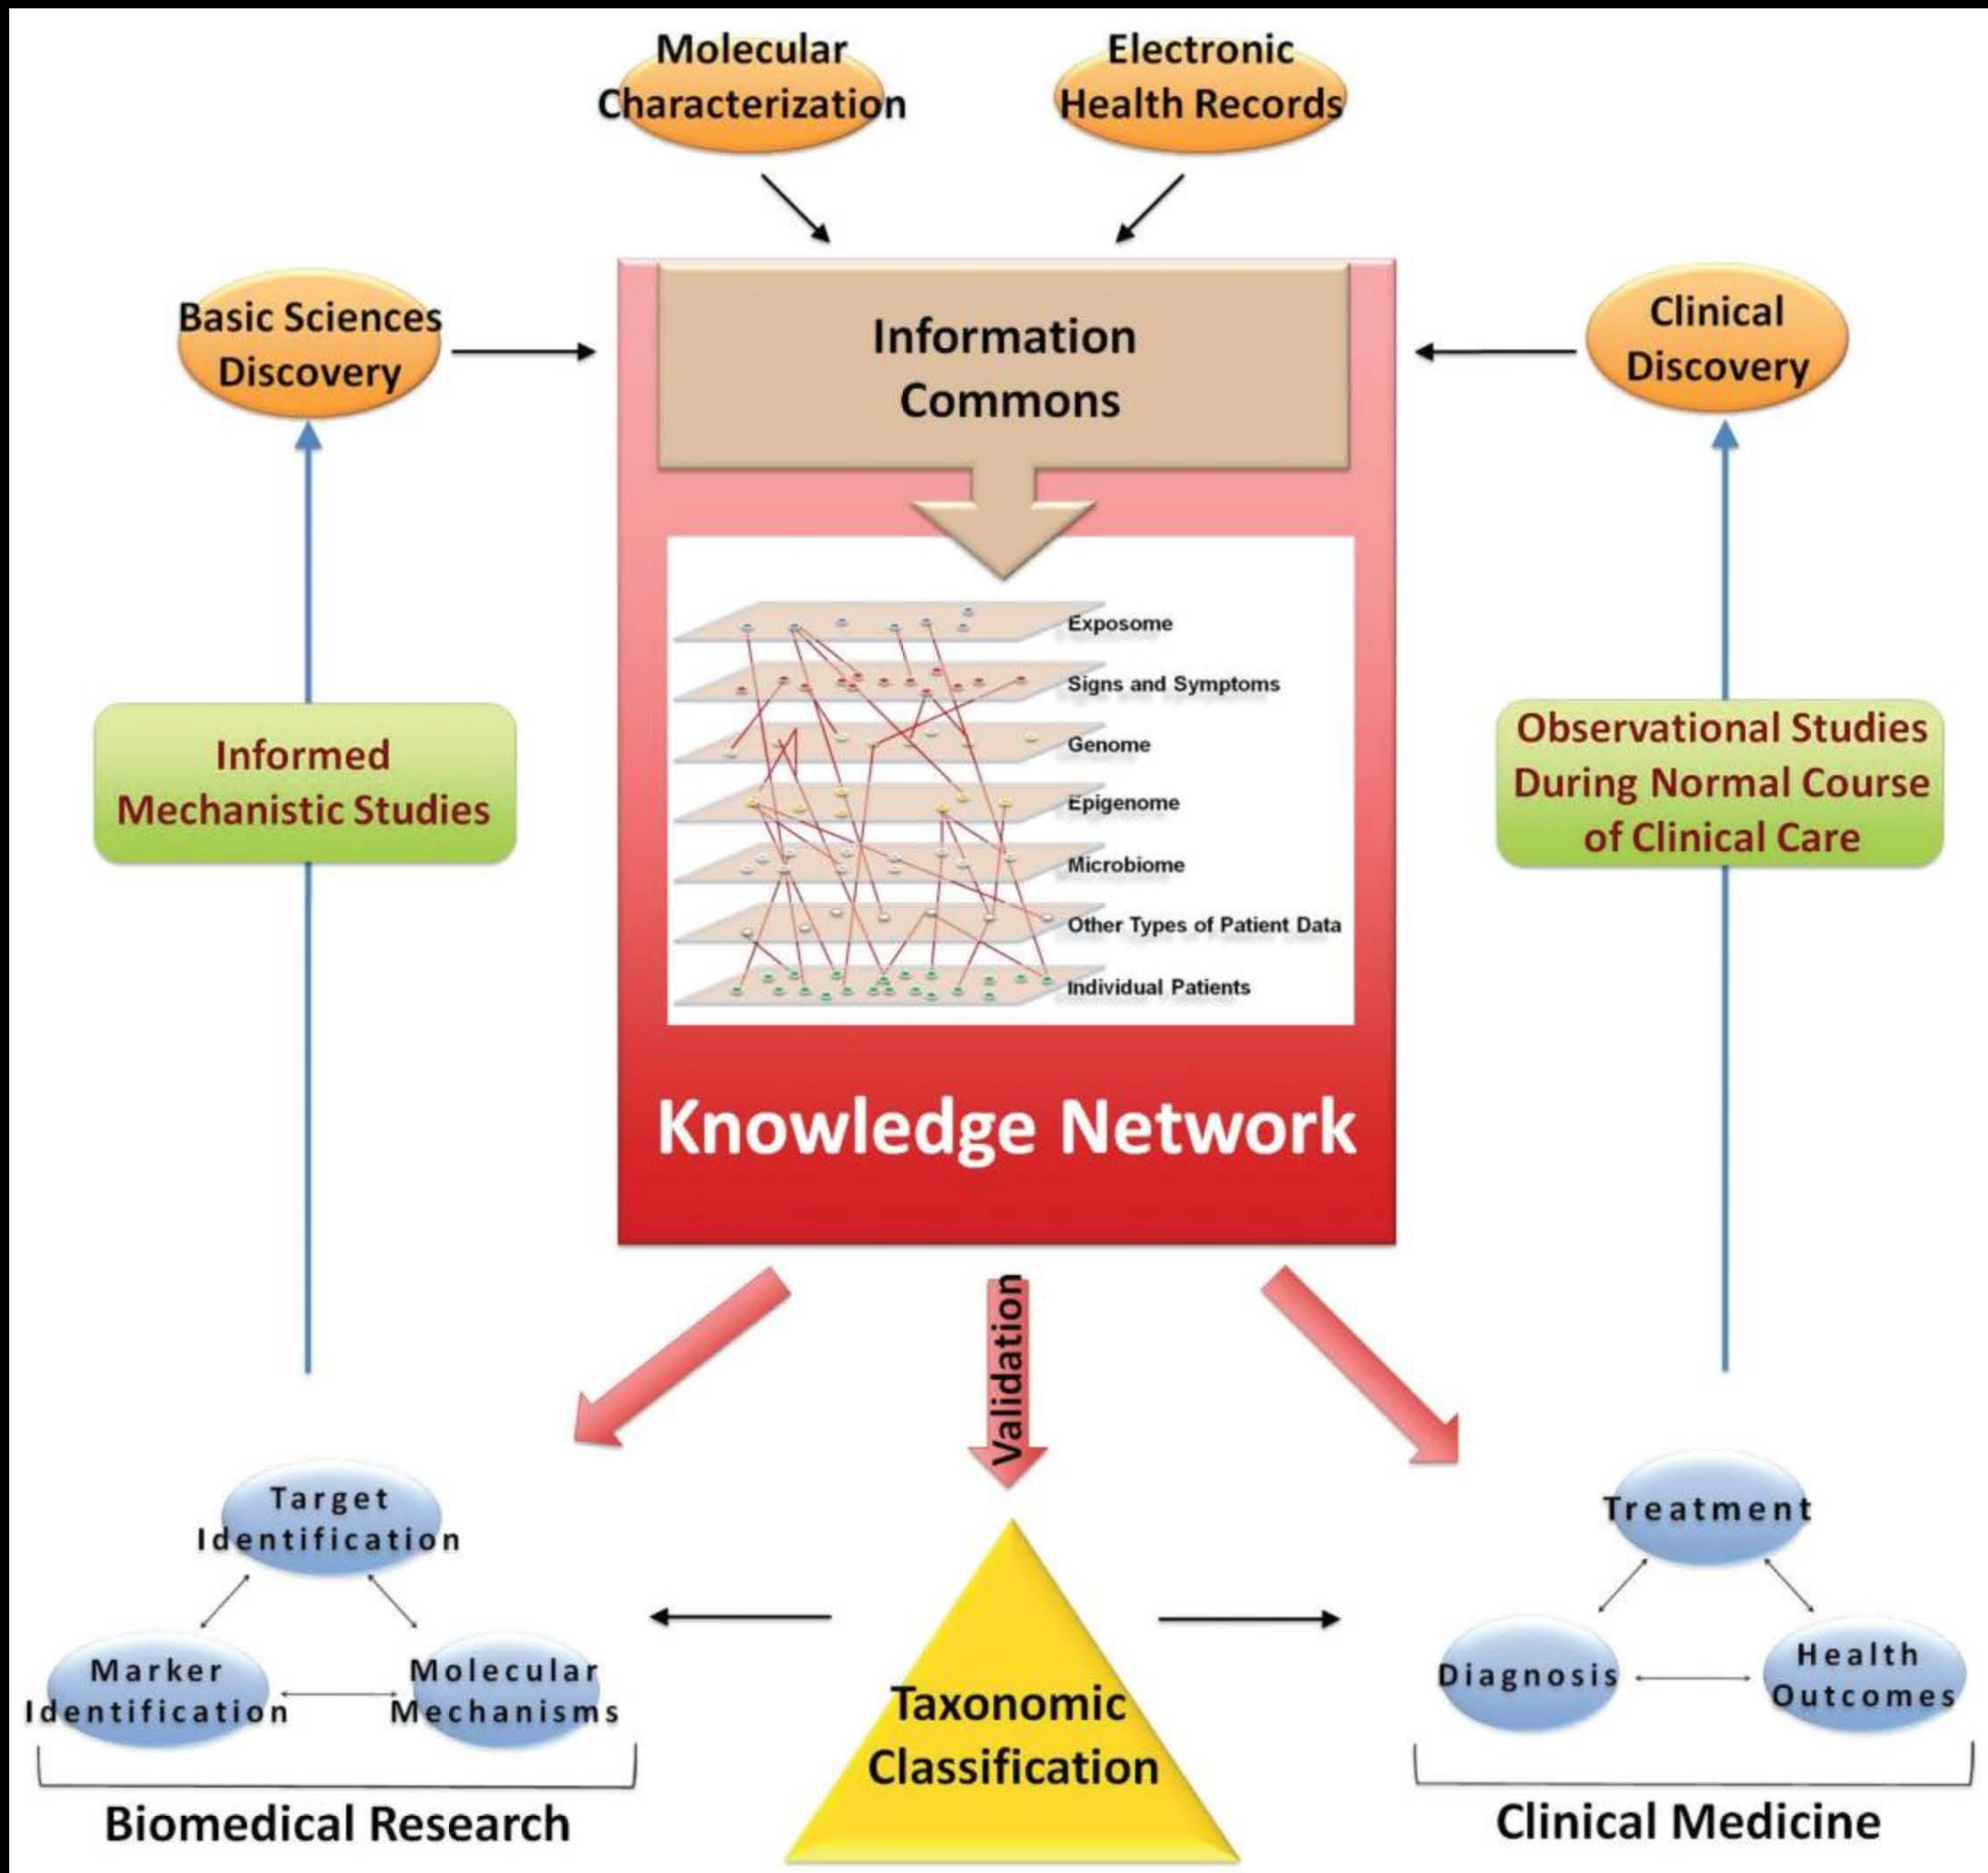 Molecular
Characterization
Electronic
Health Records
Basic Sciences
Discovery
Information
Commons
Clinical
Discovery
Exposome
Signs and Symptoms
Genome
Epigenome
Microbiome
Other Types of Patient Data
Individual Patients
Informed
Mechanistic Studies
Observational Studies
During Normal Course
of Clinical Care
Knowledge Network
Validation
Target
Identification
Marker
Identification
Molecular
Mechanisms
Biomedical Research
Taxonomic
Classification
Treatment
Diagnosis
Health
Outcomes
Clinical Medicine